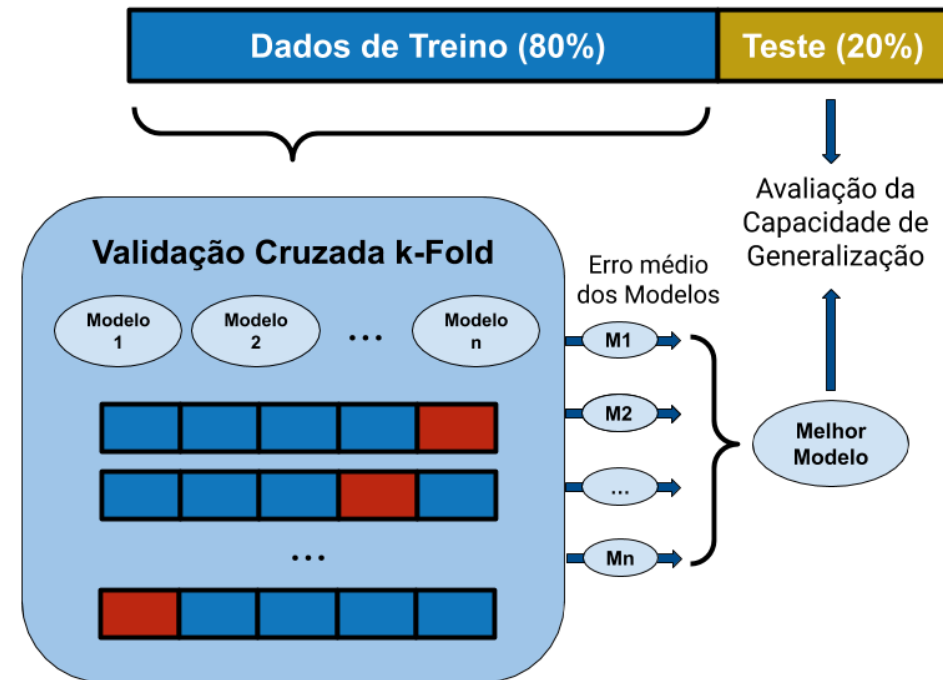 Dados de Treino (80%)
Teste (20%)
Avaliação da
Capacidade de
Generalização
Validação Cruzada k-Fold
Erro médio
dos Modelos
Modelo
1
Modelo
2
...
Modelo
n
M1
M2
...
Mn
Melhor
Modelo
...